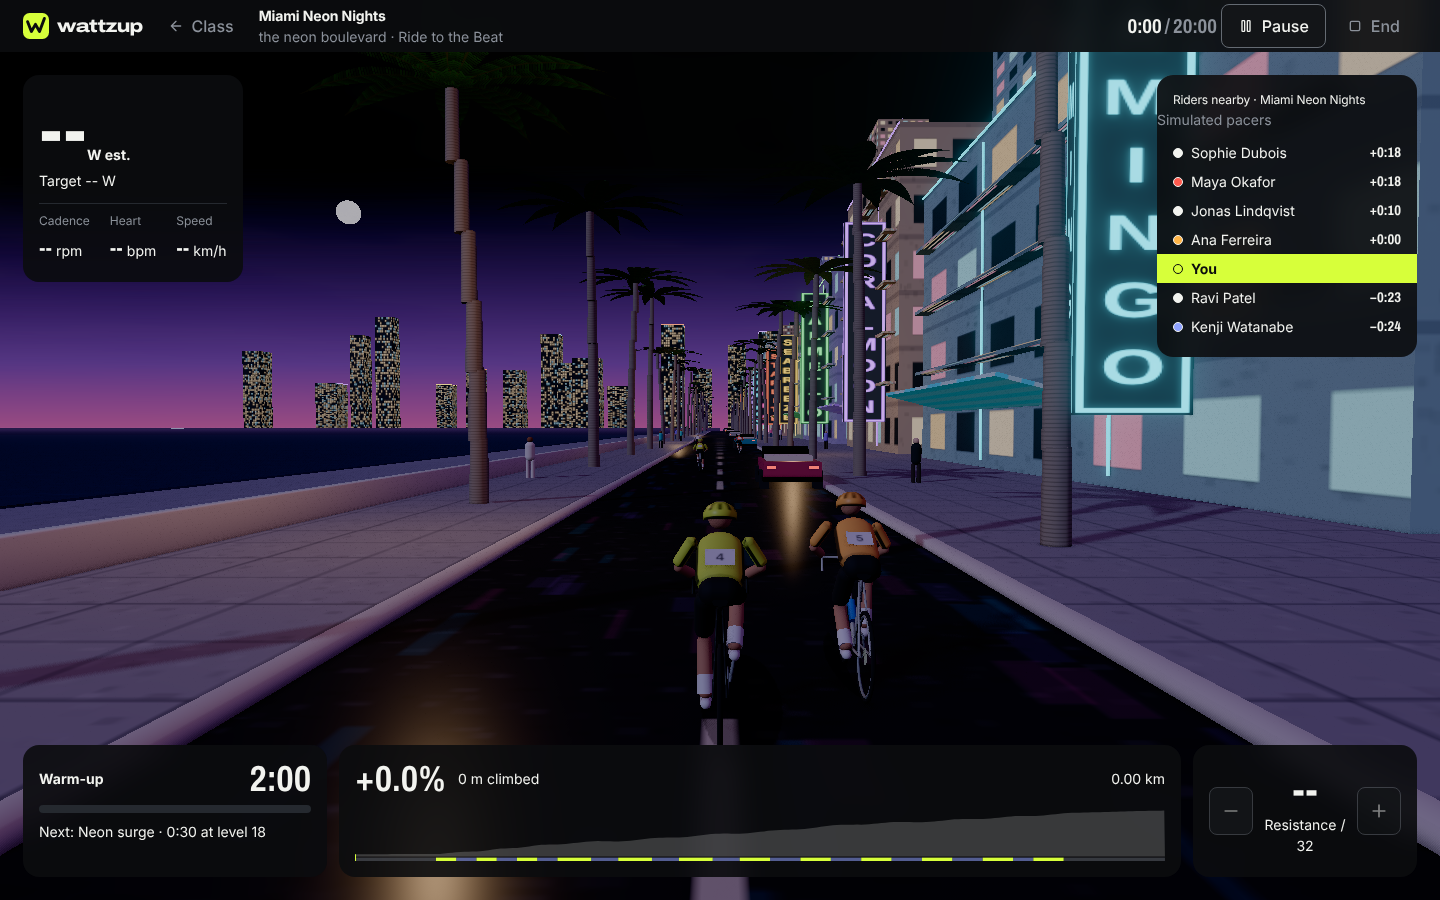 wattzup
Class
Miami Neon Nights
the neon boulevard · Ride to the Beat
0:00 / 20:00
Pause
End
-- W est.
Target -- W
Cadence Heart Speed
-- rpm -- bpm -- km/h
Riders nearby · Miami Neon Nights
Simulated pacers
Sophie Dubois +0:18
Maya Okafor +0:18
Jonas Lindqvist +0:10
Ana Ferreira +0:00
You
Ravi Patel −0:23
Kenji Watanabe −0:24
MINGO
CORAL MOON
SEABREEZE
4
5
Warm-up 2:00
Next: Neon surge · 0:30 at level 18
+0.0% 0 m climbed 0.00 km
--
Resistance /
32